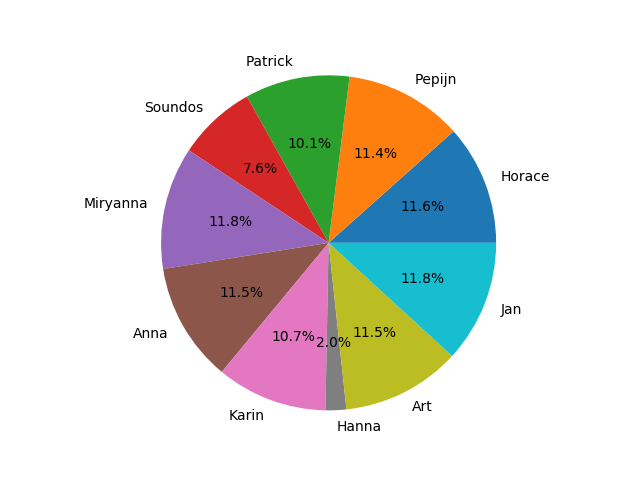 Patrick
Pepijn
Soundos
10.1%
11.4%
7.6%
Horace
Miryanna
11.8%
11.6%
Anna
11.5%
11.8%
Jan
10.7%
2.0%
11.5%
Karin
Hanna
Art